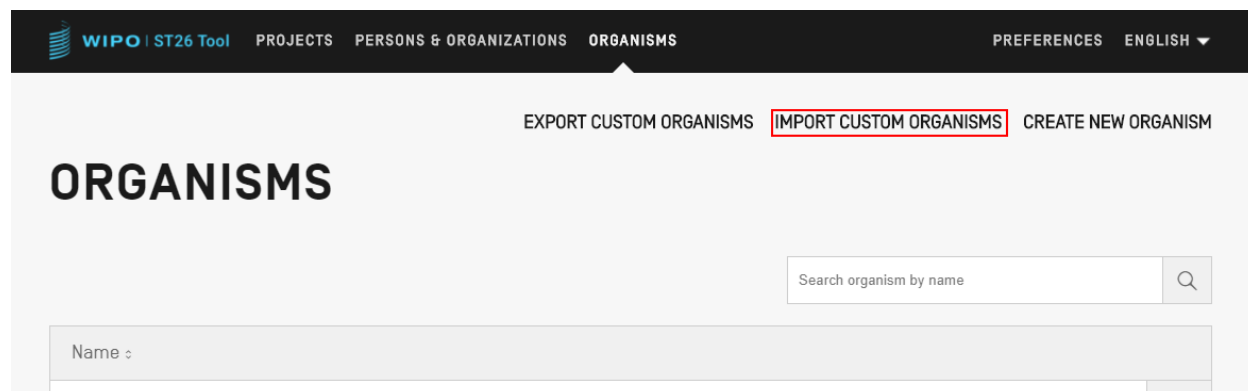 WIPO | ST26 Tool PROJECTS PERSONS & ORGANIZATIONS ORGANISMS PREFERENCES ENGLISH
EXPORT CUSTOM ORGANISMS IMPORT CUSTOM ORGANISMS CREATE NEW ORGANISM
ORGANISMS
Search organism by name
Name